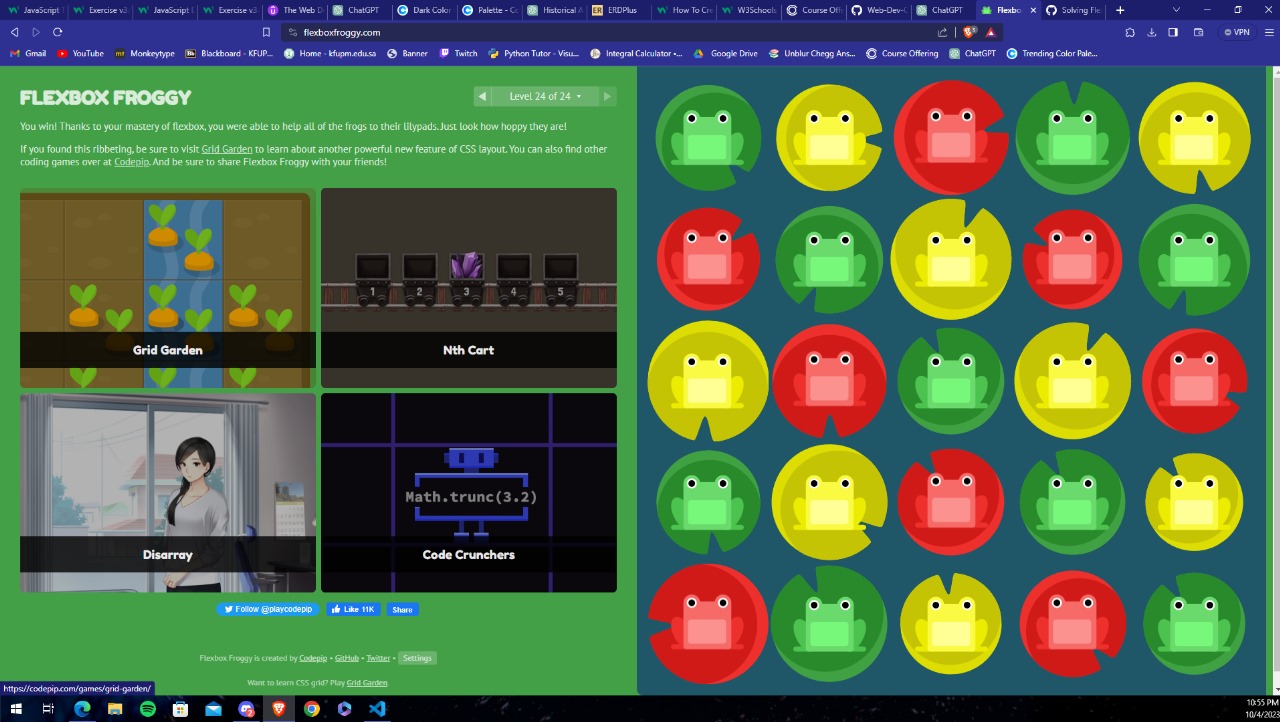 JavaScript
Exercise v3
JavaScript I
Exercise v3
The Web D
ChatGPT
Dark Color
Palette - C
Historical A
ERDPlus
How To Cre
W3Schools
Course Offe
Web-Dev-C
ChatGPT
Flexbo
Solving Fle
flexboxfroggy.com
VPN
Gmail
YouTube
Monkeytype
Blackboard - KFUP...
Home - kfupm.edu.sa
Banner
Twitch
Python Tutor - Visu...
Integral Calculator •...
Google Drive
Unblur Chegg Ans...
Course Offering
ChatGPT
Trending Color Pale...
FLEXBOX FROGGY
Level 24 of 24
You win! Thanks to your mastery of flexbox, you were able to help all of the frogs to their lilypads. Just look how hoppy they are!
If you found this ribbeting, be sure to visit Grid Garden to learn about another powerful new feature of CSS layout. You can also find other
coding games over at Codepip. And be sure to share Flexbox Froggy with your friends!
Grid Garden
1 2 3 4 5
Nth Cart
Disarray
Math.trunc(3.2)
Code Crunchers
Follow @playcodepip
Like 11K
Share
Flexbox Froggy is created by Codepip • GitHub • Twitter • Settings
Want to learn CSS grid? Play Grid Garden
https://codepip.com/games/grid-garden/
10:55 PM
10/4/2023